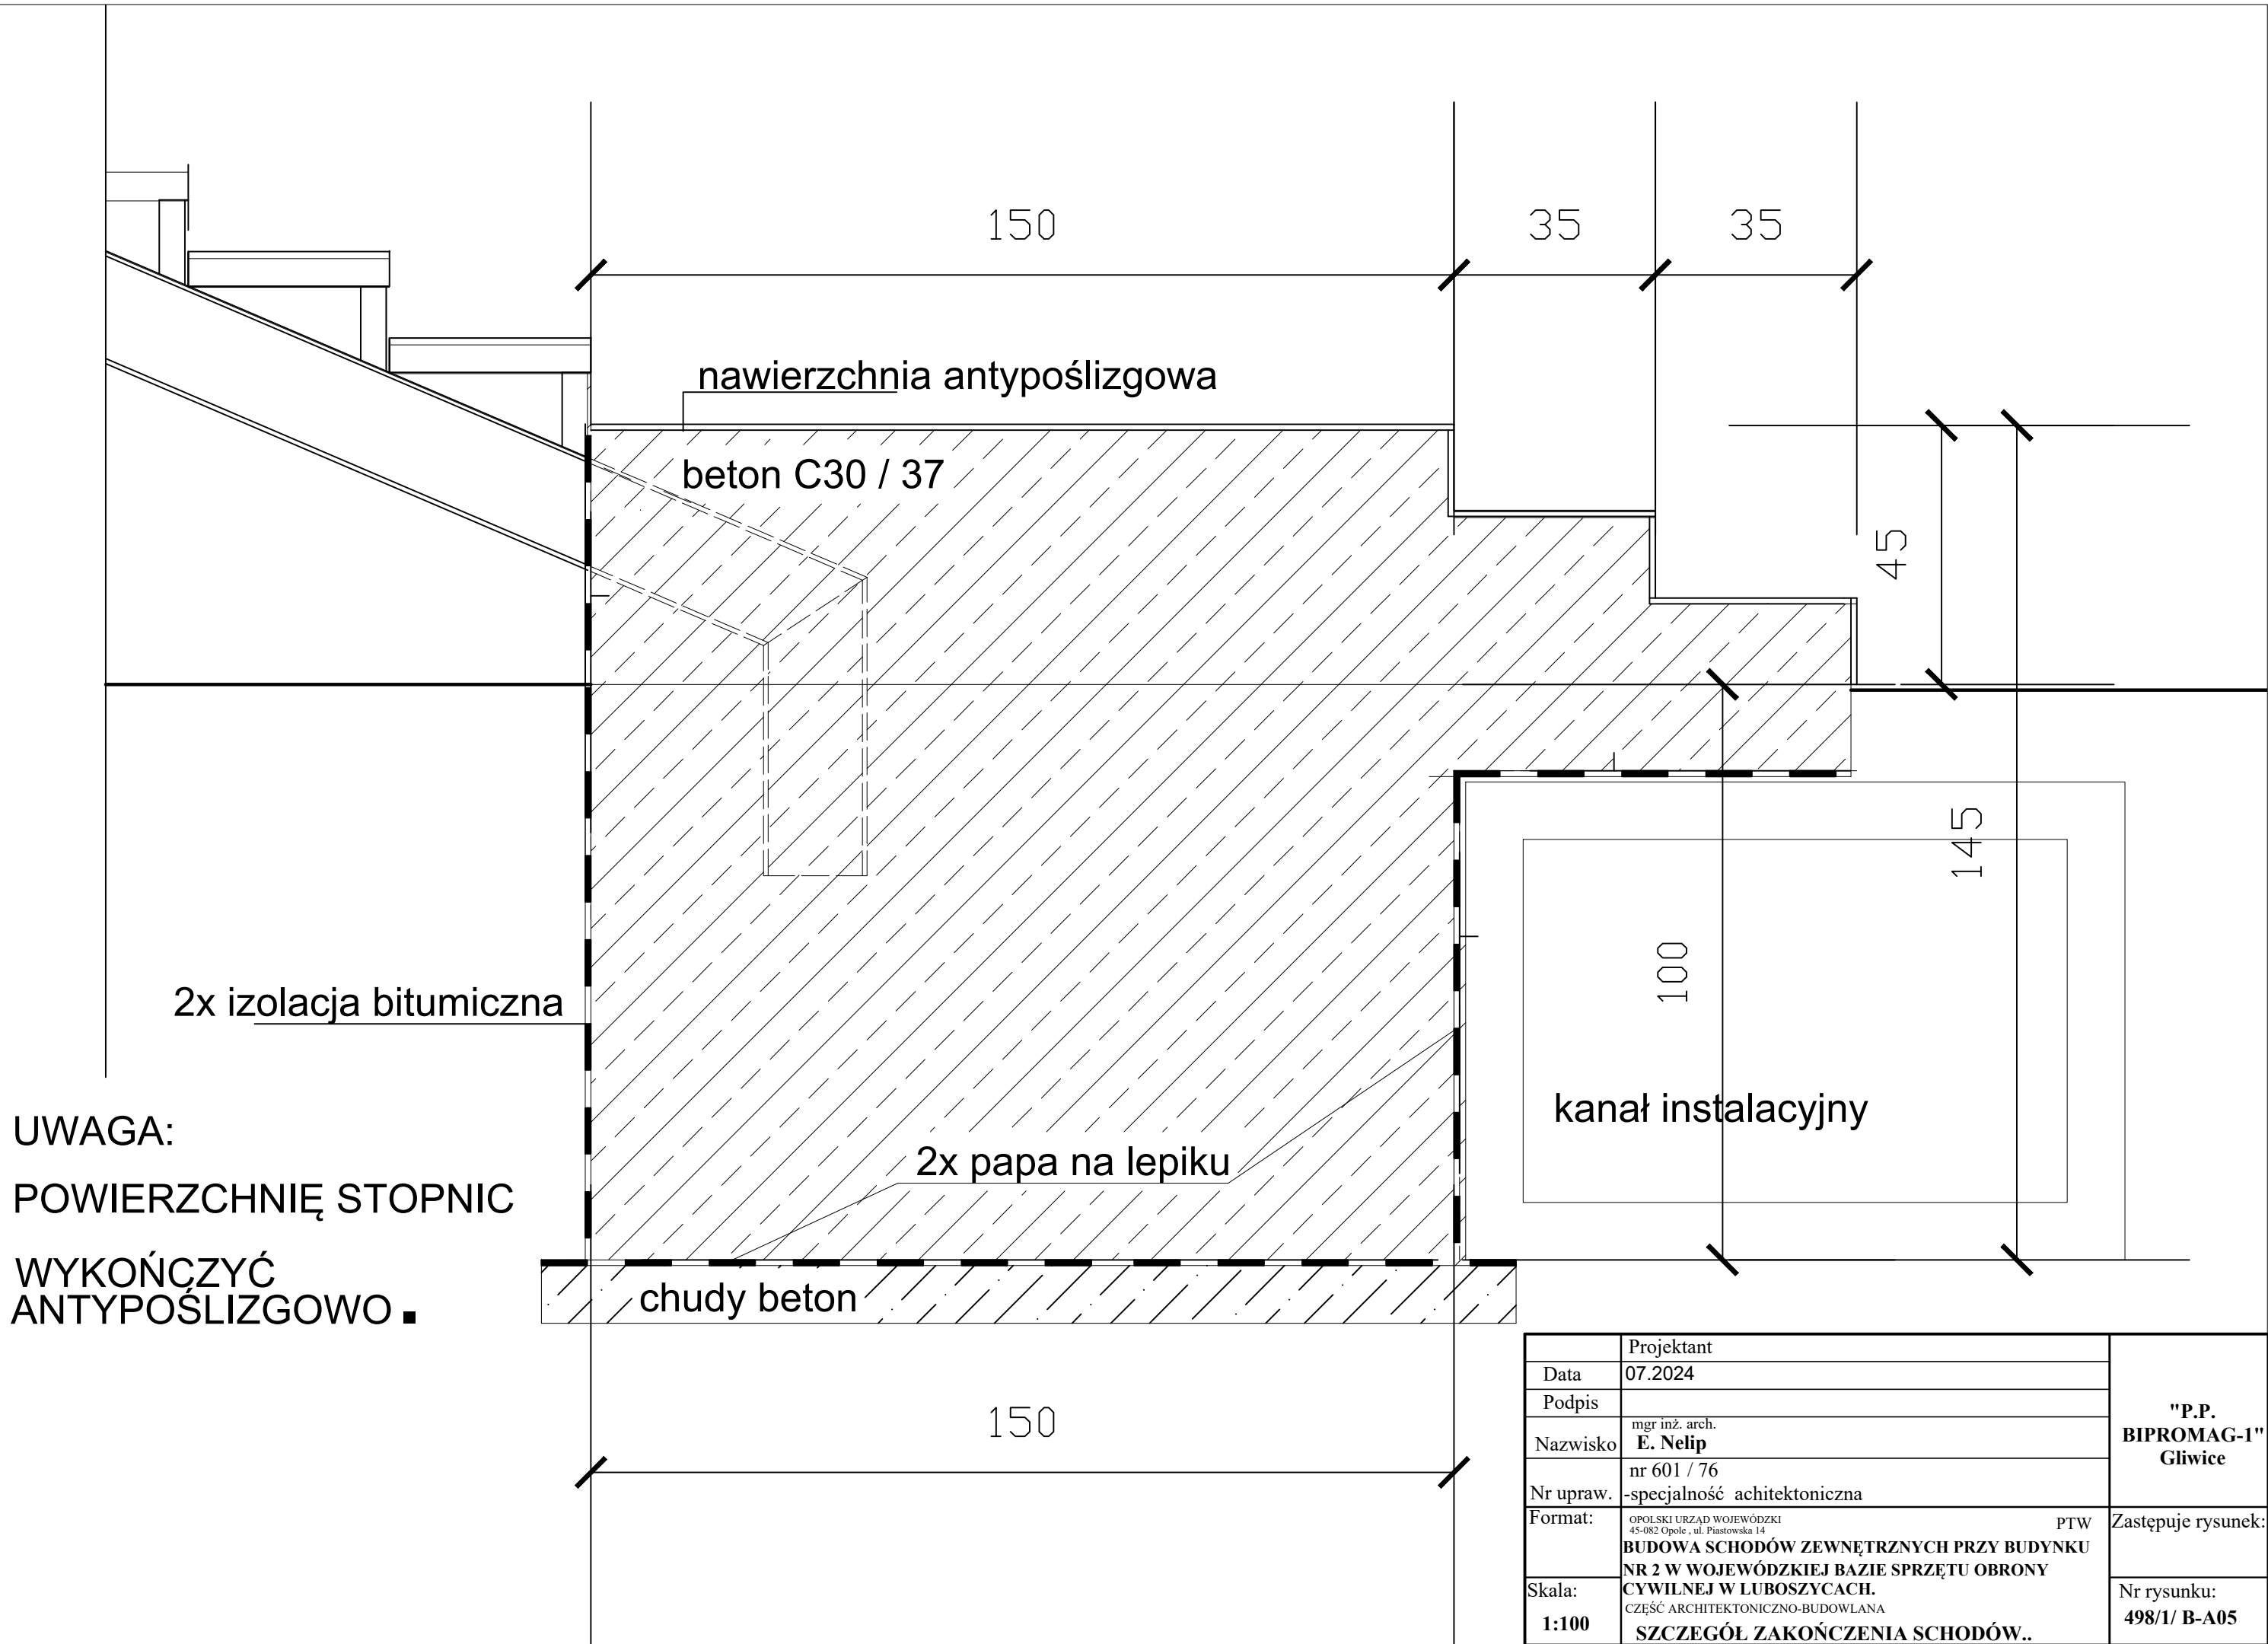 150
35
35
nawierzchnia antypoślizgowa
beton C30 / 37
45
145
100
2x izolacja bitumiczna
kanał instalacyjny
2x papa na lepiku
chudy beton
150
UWAGA:
POWIERZCHNIĘ STOPNIC
WYKOŃCZYĆ
ANTYPOŚLIZGOWO
Projektant
Data
07.2024
Podpis
mgr inż. arch.
Nazwisko
E. Nelip
nr 601 / 76
Nr upraw.
-specjalność achitektoniczna
"P.P.
BIPROMAG-1"
Gliwice
Format:
OPOLSKI URZĄD WOJEWÓDZKI
45-082 Opole , ul. Piastowska 14
PTW
BUDOWA SCHODÓW ZEWNĘTRZNYCH PRZY BUDYNKU
NR 2 W WOJEWÓDZKIEJ BAZIE SPRZĘTU OBRONY
CYWILNEJ W LUBOSZYCACH.
CZĘŚĆ ARCHITEKTONICZNO-BUDOWLANA
SZCZEGÓŁ ZAKOŃCZENIA SCHODÓW..
Zastępuje rysunek:
Skala:
1:100
Nr rysunku:
498/1/ B-A05